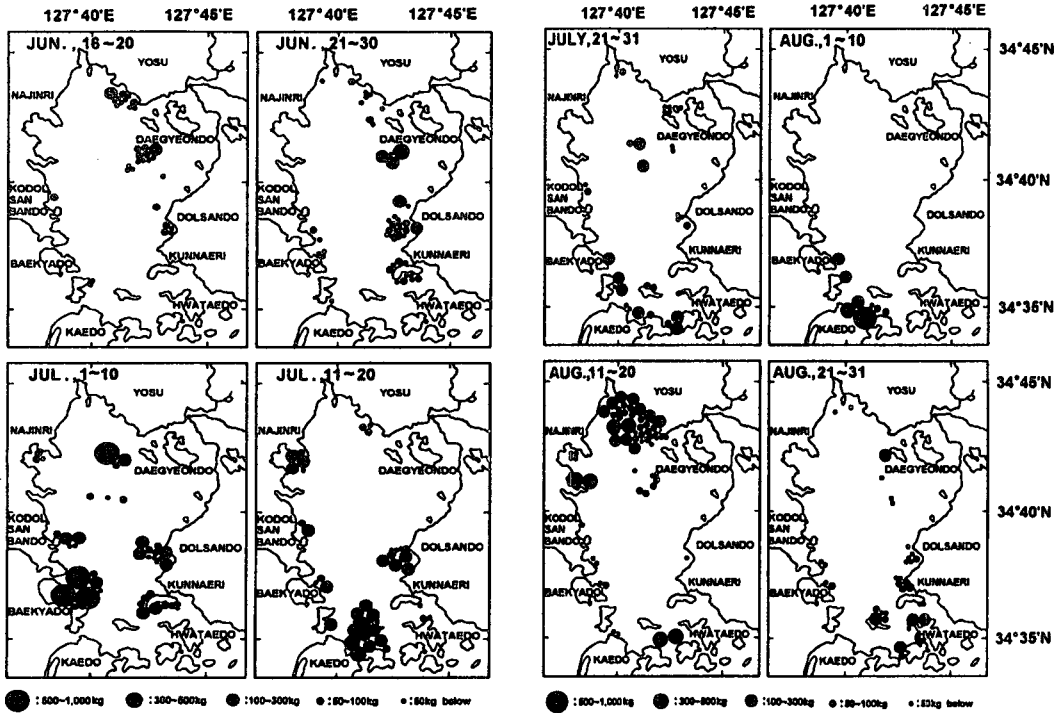 127°40'E 127°45'E 127°40'E 127°45'E
JUN.,16~20
YOSU
NAJINRI
DAEGYEONDO
KODOL
SAN
BANDO
DOLSANDO
KUNNAERI
BAEKYADO
HWATAEDO
KAEDO
JUN.,21~30
YOSU
NAJINRI
DAEGYEONDO
KODOL
SAN
BANDO
DOLSANDO
KUNNAERI
BAEKYADO
HWATAEDO
KAEDO
JULY,21~31
YOSU
NAJINRI
DAEGYEONDO
KODOL
SAN
BANDO
DOLSANDO
KUNNAERI
BAEKYADO
HWATAEDO
KAEDO
AUG.,1~10
YOSU
NAJINRI
DAEGYEONDO
KODOL
SAN
BANDO
DOLSANDO
KUNNAERI
BAEKYADO
HWATAEDO
KAEDO
34°45'N
34°40'N
34°35'N
JUL.,1~10
YOSU
NAJINRI
DAEGYEONDO
KODOL
SAN
BANDO
DOLSANDO
KUNNAERI
BAEKYADO
HWATAEDO
KAEDO
JUL.,11~20
YOSU
NAJINRI
DAEGYEONDO
KODOL
SAN
BANDO
DOLSANDO
KUNNAERI
BAEKYADO
HWATAEDO
KAEDO
AUG.,11~20
YOSU
NAJINRI
DAEGYEONDO
KODOL
SAN
BANDO
DOLSANDO
KUNNAERI
BAEKYADO
HWATAEDO
KAEDO
AUG.,21~31
YOSU
NAJINRI
DAEGYEONDO
KODOL
SAN
BANDO
DOLSANDO
KUNNAERI
BAEKYADO
HWATAEDO
KAEDO
34°45'N
34°40'N
34°35'N
:500~1,000kg :300~500kg :100~300kg :50~100kg :50kg below
:500~1,000kg :300~500kg :100~300kg :50~100kg :50kg below